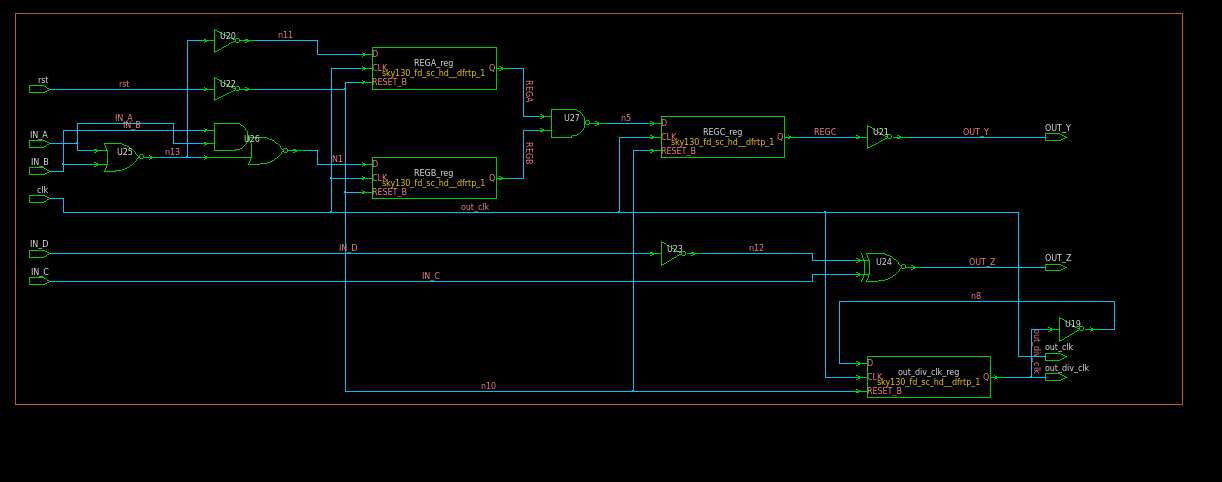 U20
n11
REGA_reg
D
CLK
sky130_fd_sc_hd__dfrtp_1
Q
RESET_B
rst
rst
U22
REGA
U27
n5
IN_A
IN_B
IN_A
U25
n13
U26
N1
D
CLK
REGC_reg
sky130_fd_sc_hd__dfrtp_1
Q
RESET_B
REGC
U21
OUT_Y
OUT_Y
IN_B
D
REGB_reg
CLK
sky130_fd_sc_hd__dfrtp_1
Q
RESET_B
REGB
clk
out_clk
IN_D
IN_D
U23
n12
U24
OUT_Z
OUT_Z
IN_C
IN_C
n8
U19
out_div_clk
out_clk
D
out_div_clk_reg
CLK
sky130_fd_sc_hd__dfrtp_1
Q
RESET_B
out_div_clk
n10